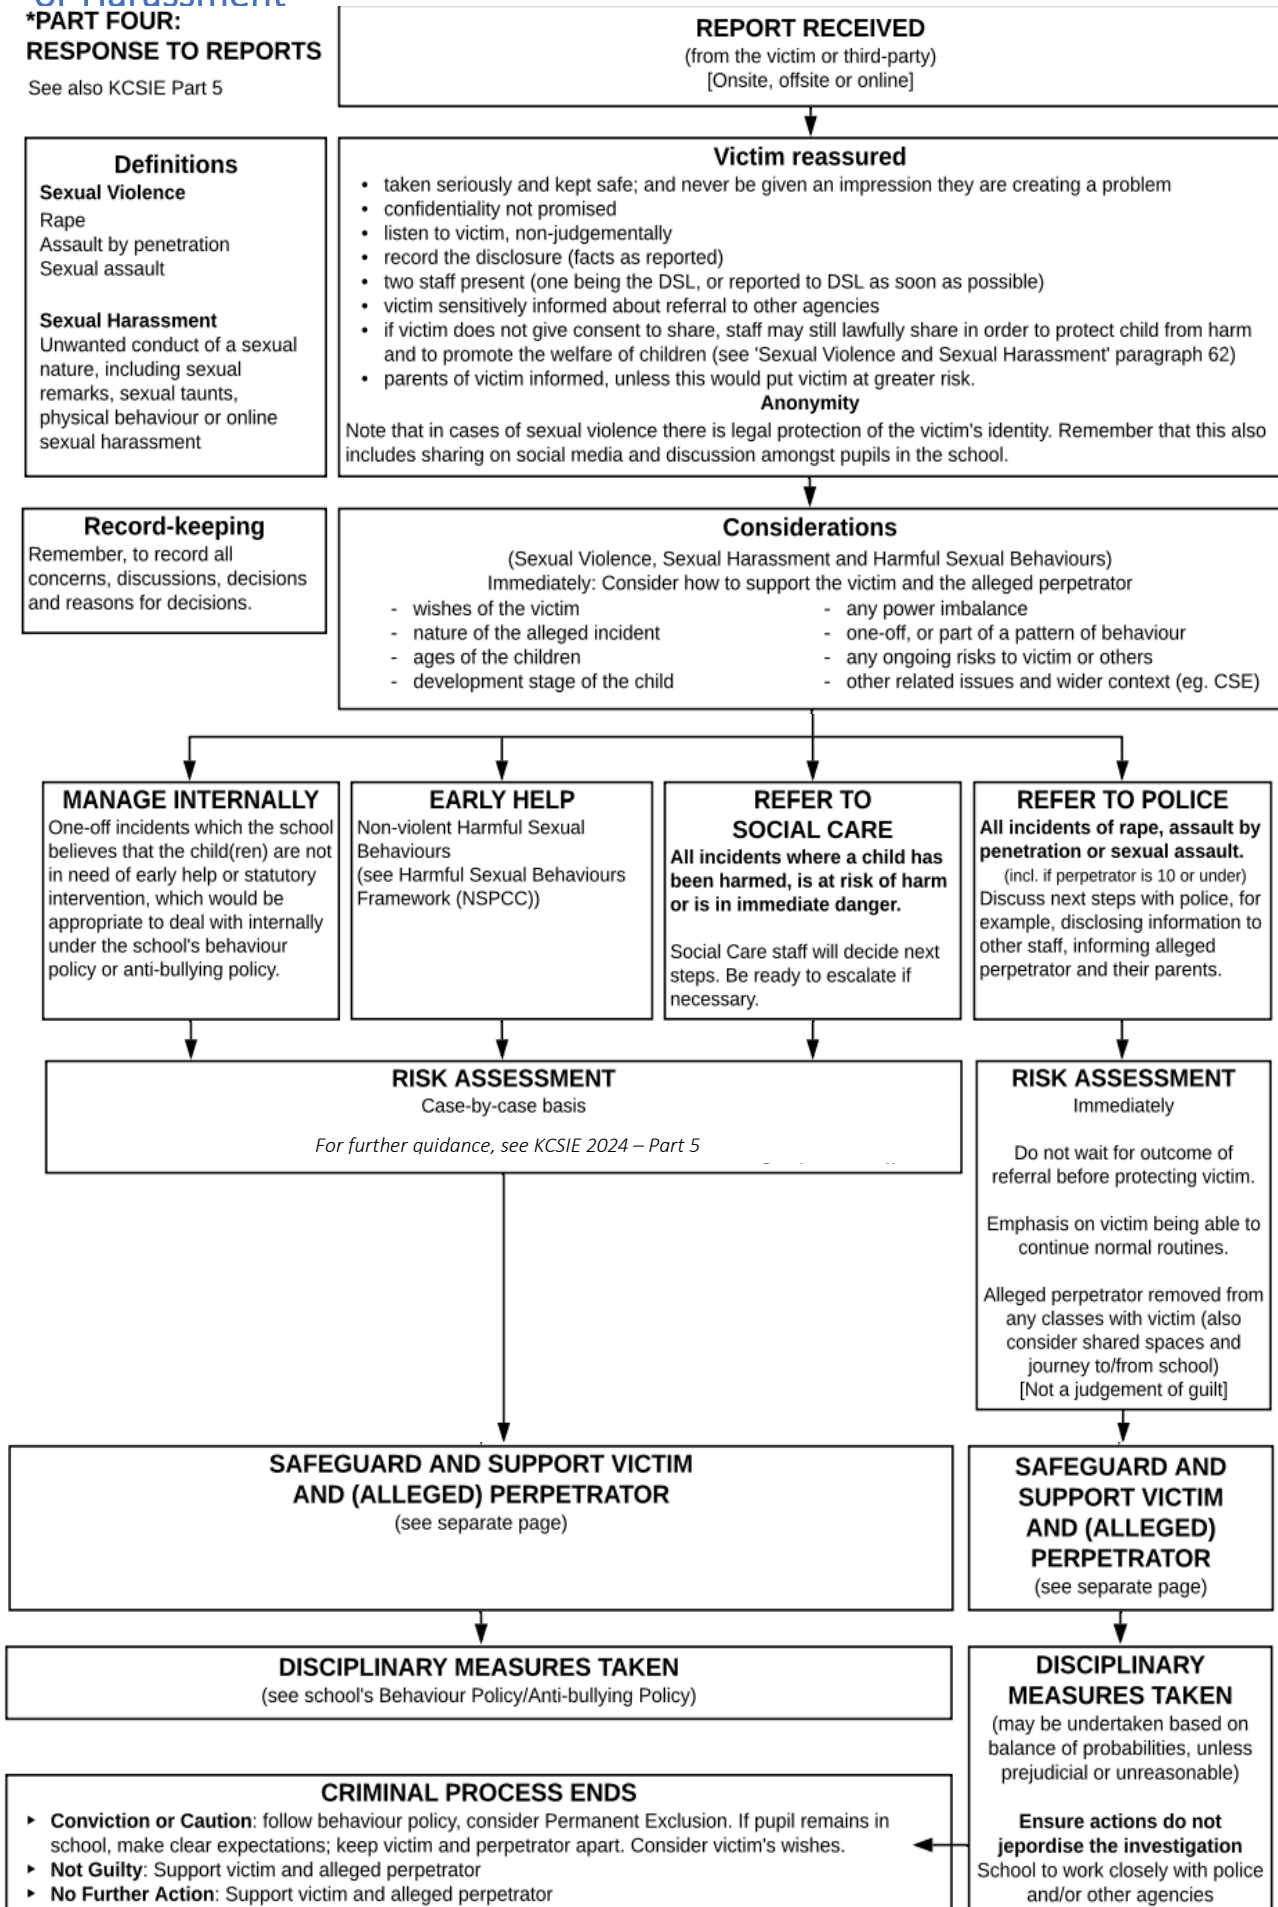 or Harassment
*PART FOUR:
RESPONSE TO REPORTS
See also KCSIE Part 5
REPORT RECEIVED
(from the victim or third-party)
[Onsite, offsite or online]
Definitions
Sexual Violence
Rape
Assault by penetration
Sexual assault
Sexual Harassment
Unwanted conduct of a sexual
nature, including sexual
remarks, sexual taunts,
physical behaviour or online
sexual harassment
Victim reassured
• taken seriously and kept safe; and never be given an impression they are creating a problem
• confidentiality not promised
• listen to victim, non-judgementally
• record the disclosure (facts as reported)
• two staff present (one being the DSL, or reported to DSL as soon as possible)
• victim sensitively informed about referral to other agencies
• if victim does not give consent to share, staff may still lawfully share in order to protect child from harm
and to promote the welfare of children (see 'Sexual Violence and Sexual Harassment' paragraph 62)
• parents of victim informed, unless this would put victim at greater risk.
Anonymity
Note that in cases of sexual violence there is legal protection of the victim's identity. Remember that this also
includes sharing on social media and discussion amongst pupils in the school.
Record-keeping
Remember, to record all
concerns, discussions, decisions
and reasons for decisions.
Considerations
(Sexual Violence, Sexual Harassment and Harmful Sexual Behaviours)
Immediately: Consider how to support the victim and the alleged perpetrator
- wishes of the victim
- nature of the alleged incident
- ages of the children
- development stage of the child
- any power imbalance
- one-off, or part of a pattern of behaviour
- any ongoing risks to victim or others
- other related issues and wider context (eg. CSE)
MANAGE INTERNALLY
One-off incidents which the school
believes that the child(ren) are not
in need of early help or statutory
intervention, which would be
appropriate to deal with internally
under the school's behaviour
policy or anti-bullying policy.
EARLY HELP
Non-violent Harmful Sexual
Behaviours
(see Harmful Sexual Behaviours
Framework (NSPCC))
REFER TO
SOCIAL CARE
All incidents where a child has
been harmed, is at risk of harm
or is in immediate danger.
Social Care staff will decide next
steps. Be ready to escalate if
necessary.
REFER TO POLICE
All incidents of rape, assault by
penetration or sexual assault.
(incl. if perpetrator is 10 or under)
Discuss next steps with police, for
example, disclosing information to
other staff, informing alleged
perpetrator and their parents.
RISK ASSESSMENT
Case-by-case basis
For further guidance, see KCSIE 2024 – Part 5
RISK ASSESSMENT
Immediately
Do not wait for outcome of
referral before protecting victim.
Emphasis on victim being able to
continue normal routines.
Alleged perpetrator removed from
any classes with victim (also
consider shared spaces and
journey to/from school)
[Not a judgement of guilt]
SAFEGUARD AND SUPPORT VICTIM
AND (ALLEGED) PERPETRATOR
(see separate page)
SAFEGUARD AND
SUPPORT VICTIM
AND (ALLEGED)
PERPETRATOR
(see separate page)
DISCIPLINARY MEASURES TAKEN
(see school's Behaviour Policy/Anti-bullying Policy)
DISCIPLINARY
MEASURES TAKEN
(may be undertaken based on
balance of probabilities, unless
prejudicial or unreasonable)
Ensure actions do not
jepordise the investigation
School to work closely with police
and/or other agencies
CRIMINAL PROCESS ENDS
‣ Conviction or Caution: follow behaviour policy, consider Permanent Exclusion. If pupil remains in
school, make clear expectations; keep victim and perpetrator apart. Consider victim's wishes.
‣ Not Guilty: Support victim and alleged perpetrator
‣ No Further Action: Support victim and alleged perpetrator